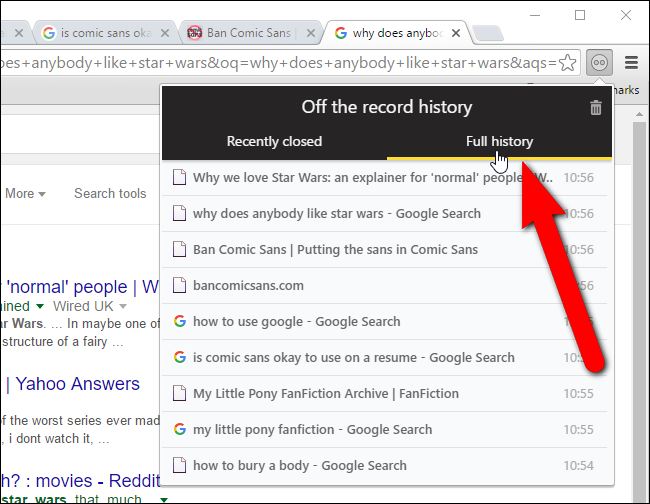 is comic sans oka
Ban Comic Sans |
why does anybod
es+anybody+like+star+wars&oq=why+does+anybody+like+star+wars&aqs=
marks
Off the record history
Recently closed
Full history
More
Search tools
Why we love Star Wars: an explainer for 'normal' people | W.. 10:56
why does anybody like star wars - Google Search 10:56
Ban Comic Sans | Putting the sans in Comic Sans 10:56
bancomicsans.com 10:56
how to use google - Google Search
is comic sans okay to use on a resume - Google Search
My Little Pony FanFiction Archive | FanFiction 10:55
my little pony fanfiction - Google Search 10:55
how to bury a body - Google Search 10:54
'normal' people | W
ained Wired UK
ar Wars. ... In maybe one of
structure of a fairy ...
| Yahoo Answers
of the worst series ever mad
, i dont watch it, ...
h? : movies - Reddit
star wars, that, much